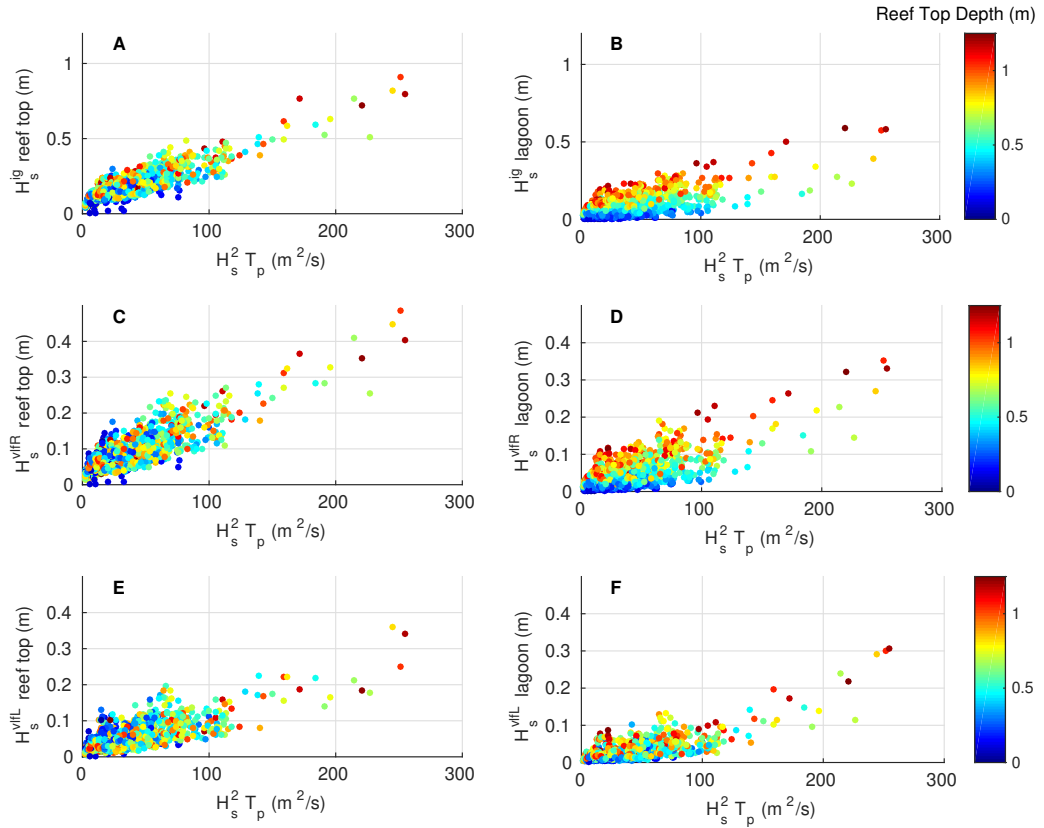 Reef Top Depth (m)
A
H_s^ig reef top (m)
1
0.5
0
0 100 200 300
H_s^2 T_p (m^2/s)
B
H_s^ig lagoon (m)
1
0.5
0
0 100 200 300
H_s^2 T_p (m^2/s)
1
0.5
0
C
H_s^vlfR reef top (m)
0.4
0.3
0.2
0.1
0
0 100 200 300
H_s^2 T_p (m^2/s)
D
H_s^vlfR lagoon (m)
0.4
0.3
0.2
0.1
0
0 100 200 300
H_s^2 T_p (m^2/s)
1
0.5
0
E
H_s^vlfL reef top (m)
0.4
0.3
0.2
0.1
0
0 100 200 300
H_s^2 T_p (m^2/s)
F
H_s^vlfL lagoon (m)
0.4
0.3
0.2
0.1
0
0 100 200 300
H_s^2 T_p (m^2/s)
1
0.5
0